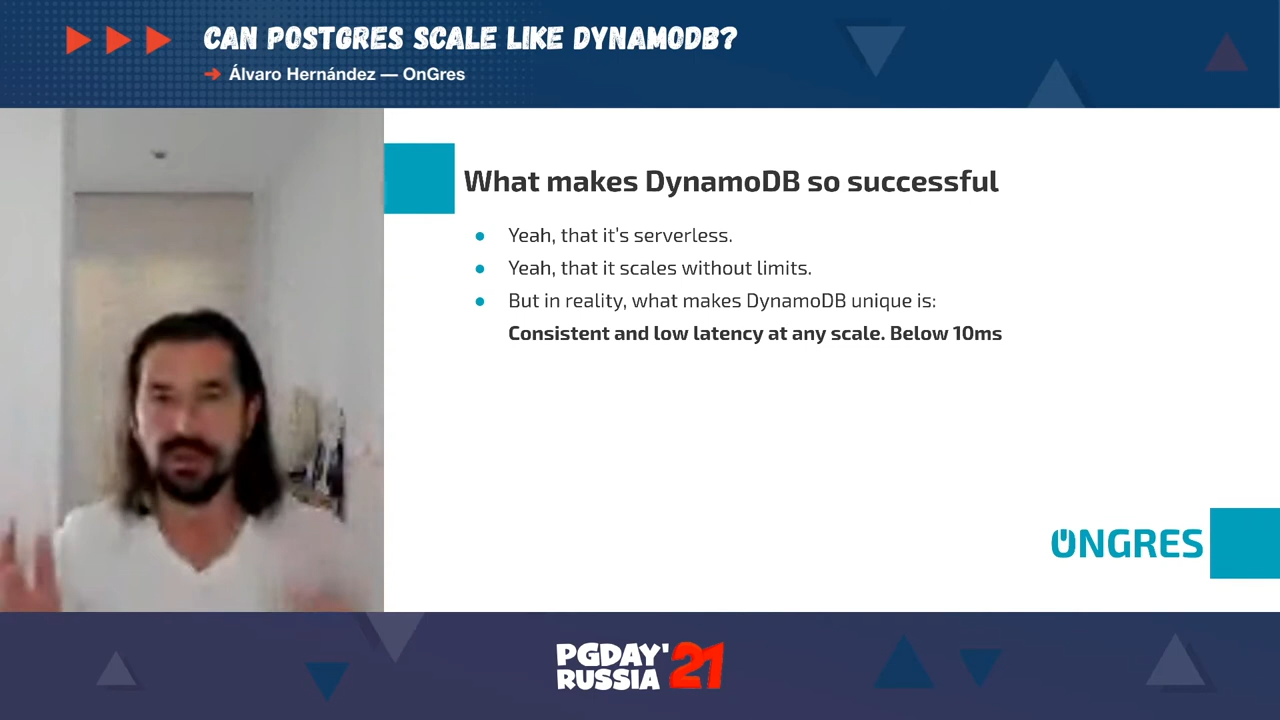 CAN POSTGRES SCALE LIKE DYNAMODB?
Álvaro Hernández — OnGres
What makes DynamoDB so successful
Yeah, that it's serverless.
Yeah, that it scales without limits.
But in reality, what makes DynamoDB unique is:
Consistent and low latency at any scale. Below 10ms
ONGRES
PGDAY'21
RUSSIA